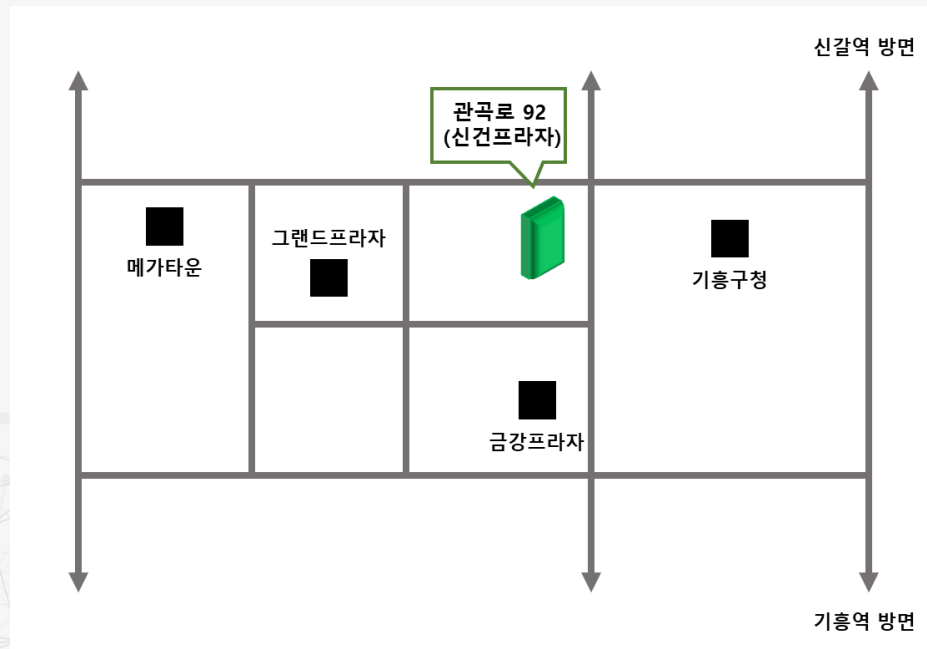 신갈역 방면
관곡로 92
(신건프라자)
그랜드프라자
메가타운
기흥구청
금강프라자
기흥역 방면